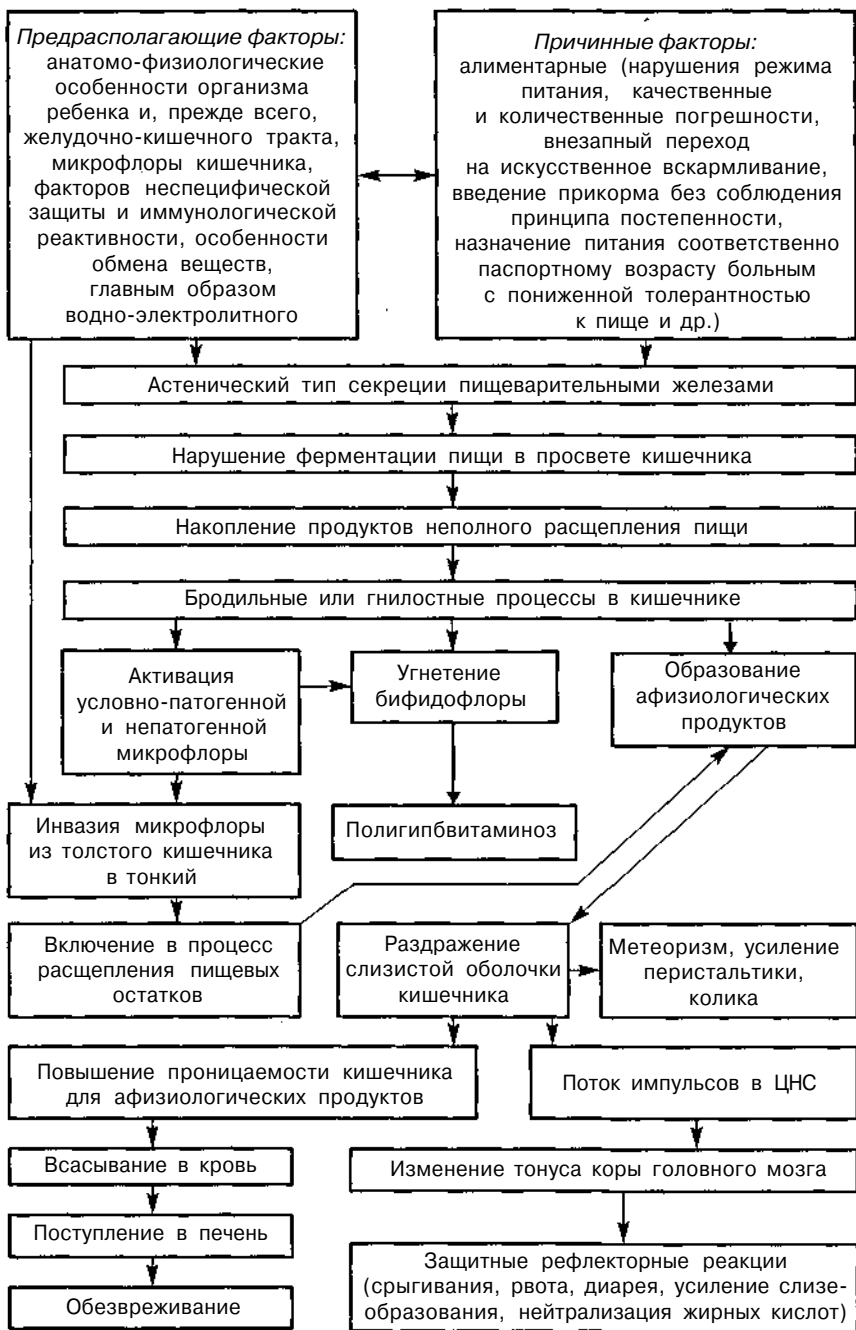 Предрасполагающие факторы:
анатомо-физиологические
особенности организма
ребенка и, прежде всего,
желудочно-кишечного тракта,
микрофлоры кишечника,
факторов неспецифической
защиты и иммунологической
реактивности, особенности
обмена веществ,
главным образом
водно-электролитного
Причинные факторы:
алиментарные (нарушения режима
питания, качественные
и количественные погрешности,
внезапный переход
на искусственное вскармливание,
введение прикорма без соблюдения
принципа постепенности,
назначение питания соответственно
паспортному возрасту больным
с пониженной толерантностью
к пище и др.)
Астенический тип секреции пищеварительными железами
Нарушение ферментации пищи в просвете кишечника
Накопление продуктов неполного расщепления пищи
Бродильные или гнилостные процессы в кишечнике
Активация
условно-патогенной
и непатогенной
микрофлоры
Угнетение
бифидофлоры
Образование
афизиологических
продуктов
Инвазия микрофлоры
из толстого кишечника
в тонкий
Полигипбвитаминоз
Включение в процесс
расщепления пищевых
остатков
Раздражение
слизистой оболочки
кишечника
Метеоризм, усиление
перистальтики,
колика
Повышение проницаемости кишечника
для афизиологических продуктов
Поток импульсов в ЦНС
Всасывание в кровь
Изменение тонуса коры головного мозга
Поступление в печень
Защитные рефлекторные реакции
(срыгивания, рвота, диарея, усиление слизе-
образования, нейтрализация жирных кислот)
Обезвреживание